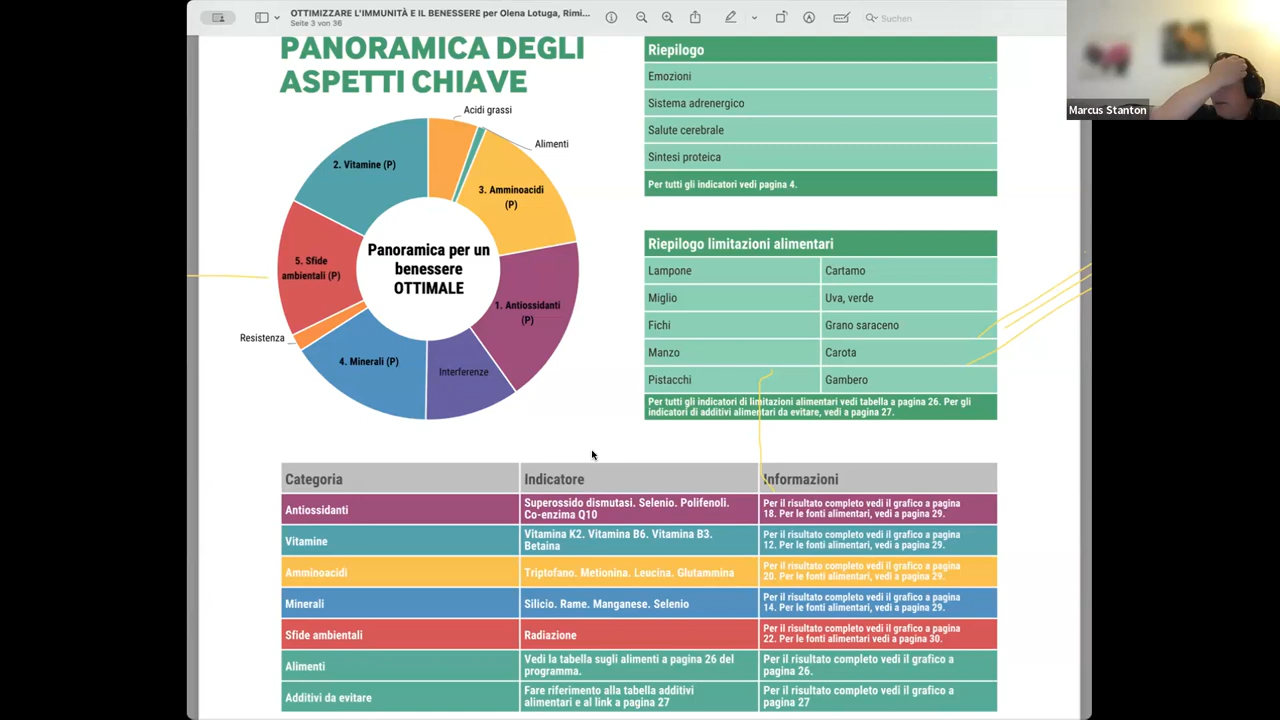 OTTIMIZZARE L'IMMUNITÀ E IL BENESSERE per Olena Lotuga, Rimi...
Seite 3 von 36
Suchen
Marcus Stanton
PANORAMICA DEGLI
ASPETTI CHIAVE
Acidi grassi
Alimenti
2. Vitamine (P)
3. Amminoacidi
(P)
Panoramica per un
benessere
OTTIMALE
5. Sfide
ambientali (P)
1. Antiossidanti
(P)
Resistenza
4. Minerali (P)
Interferenze
Riepilogo
Emozioni
Sistema adrenergico
Salute cerebrale
Sintesi proteica
Per tutti gli indicatori vedi pagina 4.
Riepilogo limitazioni alimentari
Lampone Cartamo
Miglio Uva, verde
Fichi Grano saraceno
Manzo Carota
Pistacchi Gambero
Per tutti gli indicatori di limitazioni alimentari vedi tabella a pagina 26. Per gli
indicatori di additivi alimentari da evitare, vedi a pagina 27.
Categoria Indicatore Informazioni
Antiossidanti
Superossido dismutasi. Selenio. Polifenoli.
Co-enzima Q10
Per il risultato completo vedi il grafico a pagina
18. Per le fonti alimentari, vedi a pagina 29.
Vitamine
Vitamina K2. Vitamina B6. Vitamina B3.
Betaina
Per il risultato completo vedi il grafico a pagina
12. Per le fonti alimentari, vedi a pagina 29.
Amminoacidi
Triptofano. Metionina. Leucina. Glutammina
Per il risultato completo vedi il grafico a pagina
20. Per le fonti alimentari, vedi a pagina 29.
Minerali
Silicio. Rame. Manganese. Selenio
Per il risultato completo vedi il grafico a pagina
14. Per le fonti alimentari, vedi a pagina 29.
Sfide ambientali
Radiazione
Per il risultato completo vedi il grafico a pagina
22. Per le fonti alimentari vedi a pagina 30.
Alimenti
Vedi la tabella sugli alimenti a pagina 26 del
programma.
Per il risultato completo vedi il grafico a
pagina 26.
Additivi da evitare
Fare riferimento alla tabella additivi
alimentari e al link a pagina 27
Per il risultato completo vedi il grafico a
pagina 27